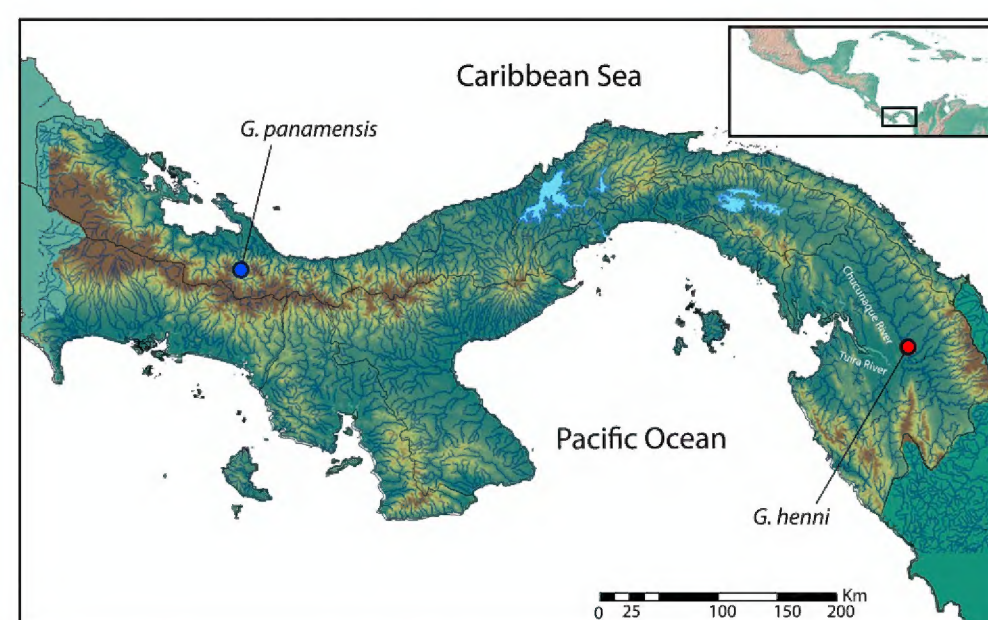 Caribbean Sea
G. panamensis
Chucunaque River
Tuira River
Pacific Ocean
G. henni
Km
0 25 100 150 200